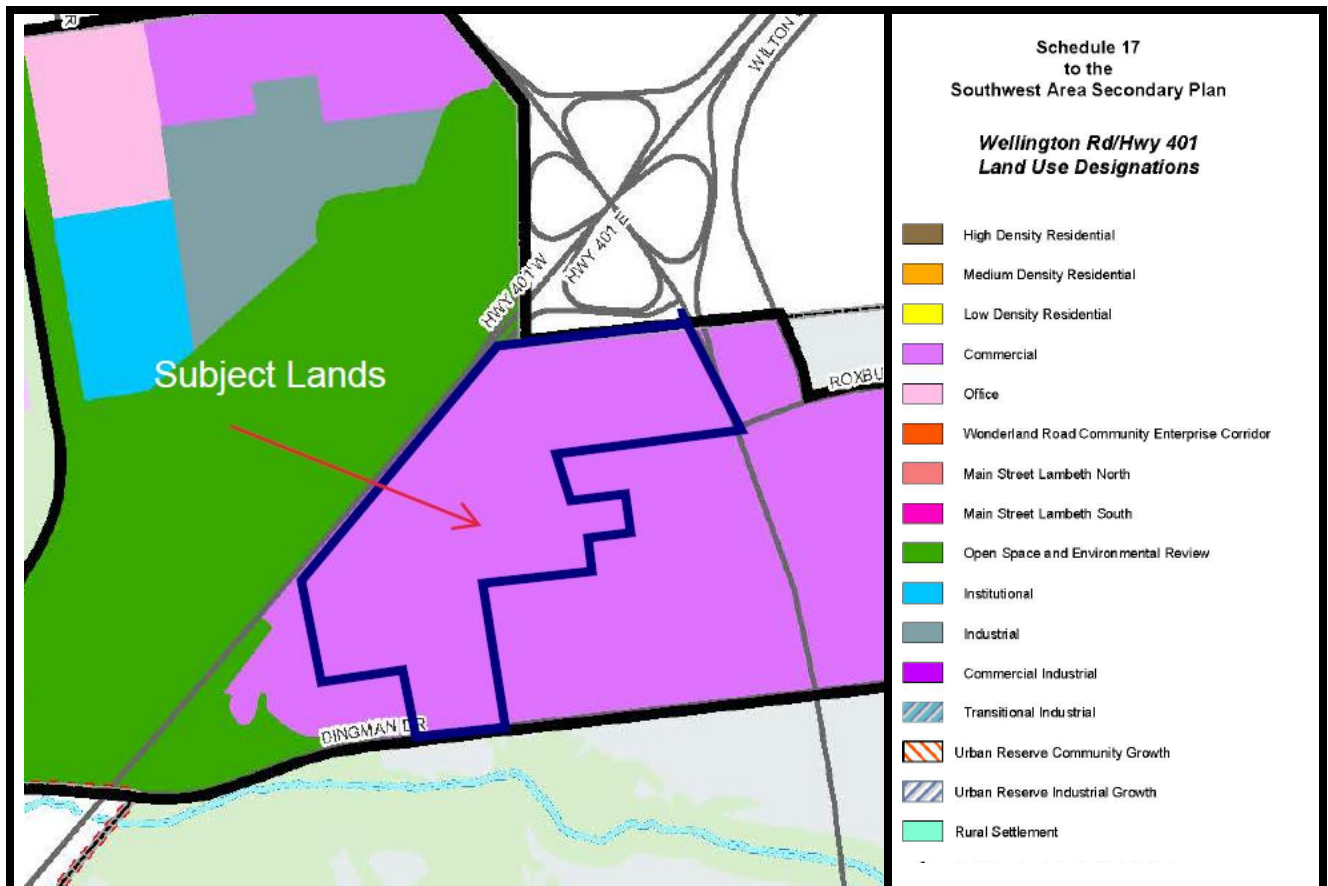 R
WILTON
HWY 401 W
HWY 401 E
Subject Lands
ROXBU
DINGMAN DR
Schedule 17
to the
Southwest Area Secondary Plan
Wellington Rd/Hwy 401
Land Use Designations
High Density Residential
Medium Density Residential
Low Density Residential
Commercial
Office
Wonderland Road Community Enterprise Corridor
Main Street Lambeth North
Main Street Lambeth South
Open Space and Environmental Review
Institutional
Industrial
Commercial Industrial
Transitional Industrial
Urban Reserve Community Growth
Urban Reserve Industrial Growth
Rural Settlement